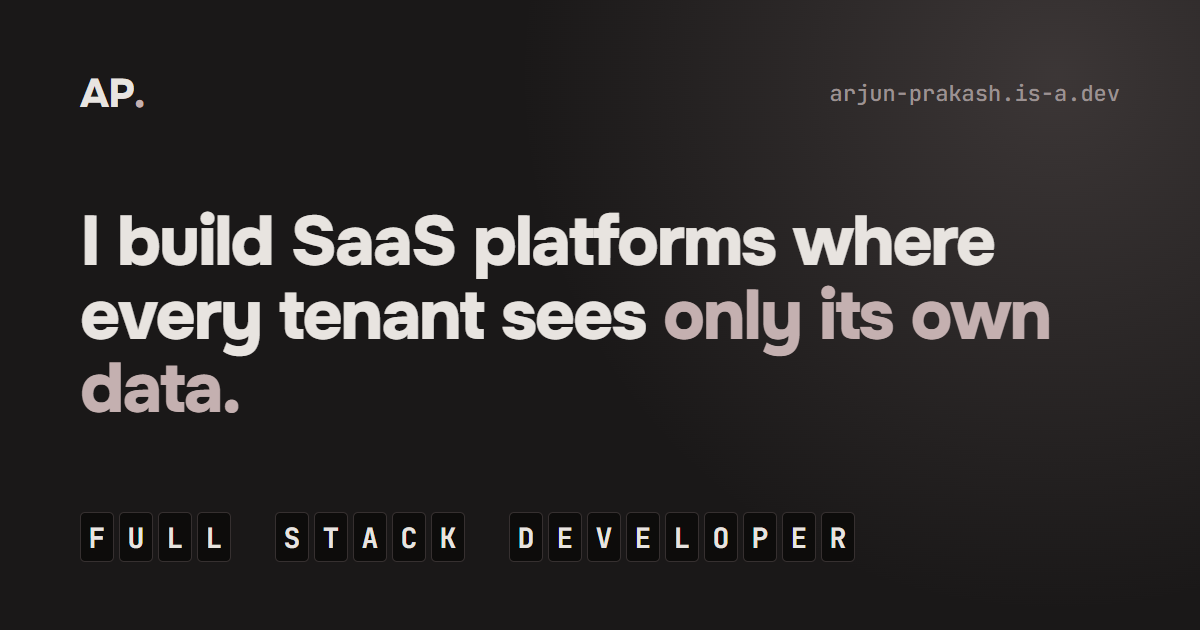 AP.
arjun-prakash.is-a.dev
I build SaaS platforms where
every tenant sees only its own
data.
FULL STACK DEVELOPER